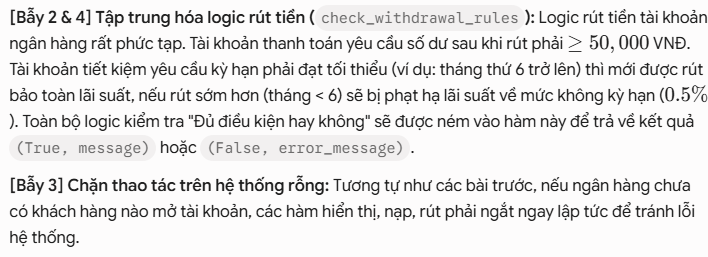 [Bẫy 2 & 4] Tập trung hóa logic rút tiền ( check_withdrawal_rules ): Logic rút tiền tài khoản
ngân hàng rất phức tạp. Tài khoản thanh toán yêu cầu số dư sau khi rút phải ≥ 50,000 VNĐ.
Tài khoản tiết kiệm yêu cầu kỳ hạn phải đạt tối thiểu (ví dụ: tháng thứ 6 trở lên) thì mới được rút
bảo toàn lãi suất, nếu rút sớm hơn (tháng < 6) sẽ bị phạt hạ lãi suất về mức không kỳ hạn (0.5%
). Toàn bộ logic kiểm tra "Đủ điều kiện hay không" sẽ được ném vào hàm này để trả về kết quả
(True, message) hoặc (False, error_message) .
[Bẫy 3] Chặn thao tác trên hệ thống rỗng: Tương tự như các bài trước, nếu ngân hàng chưa
có khách hàng nào mở tài khoản, các hàm hiển thị, nạp, rút phải ngắt ngay lập tức để tránh lỗi
hệ thống.